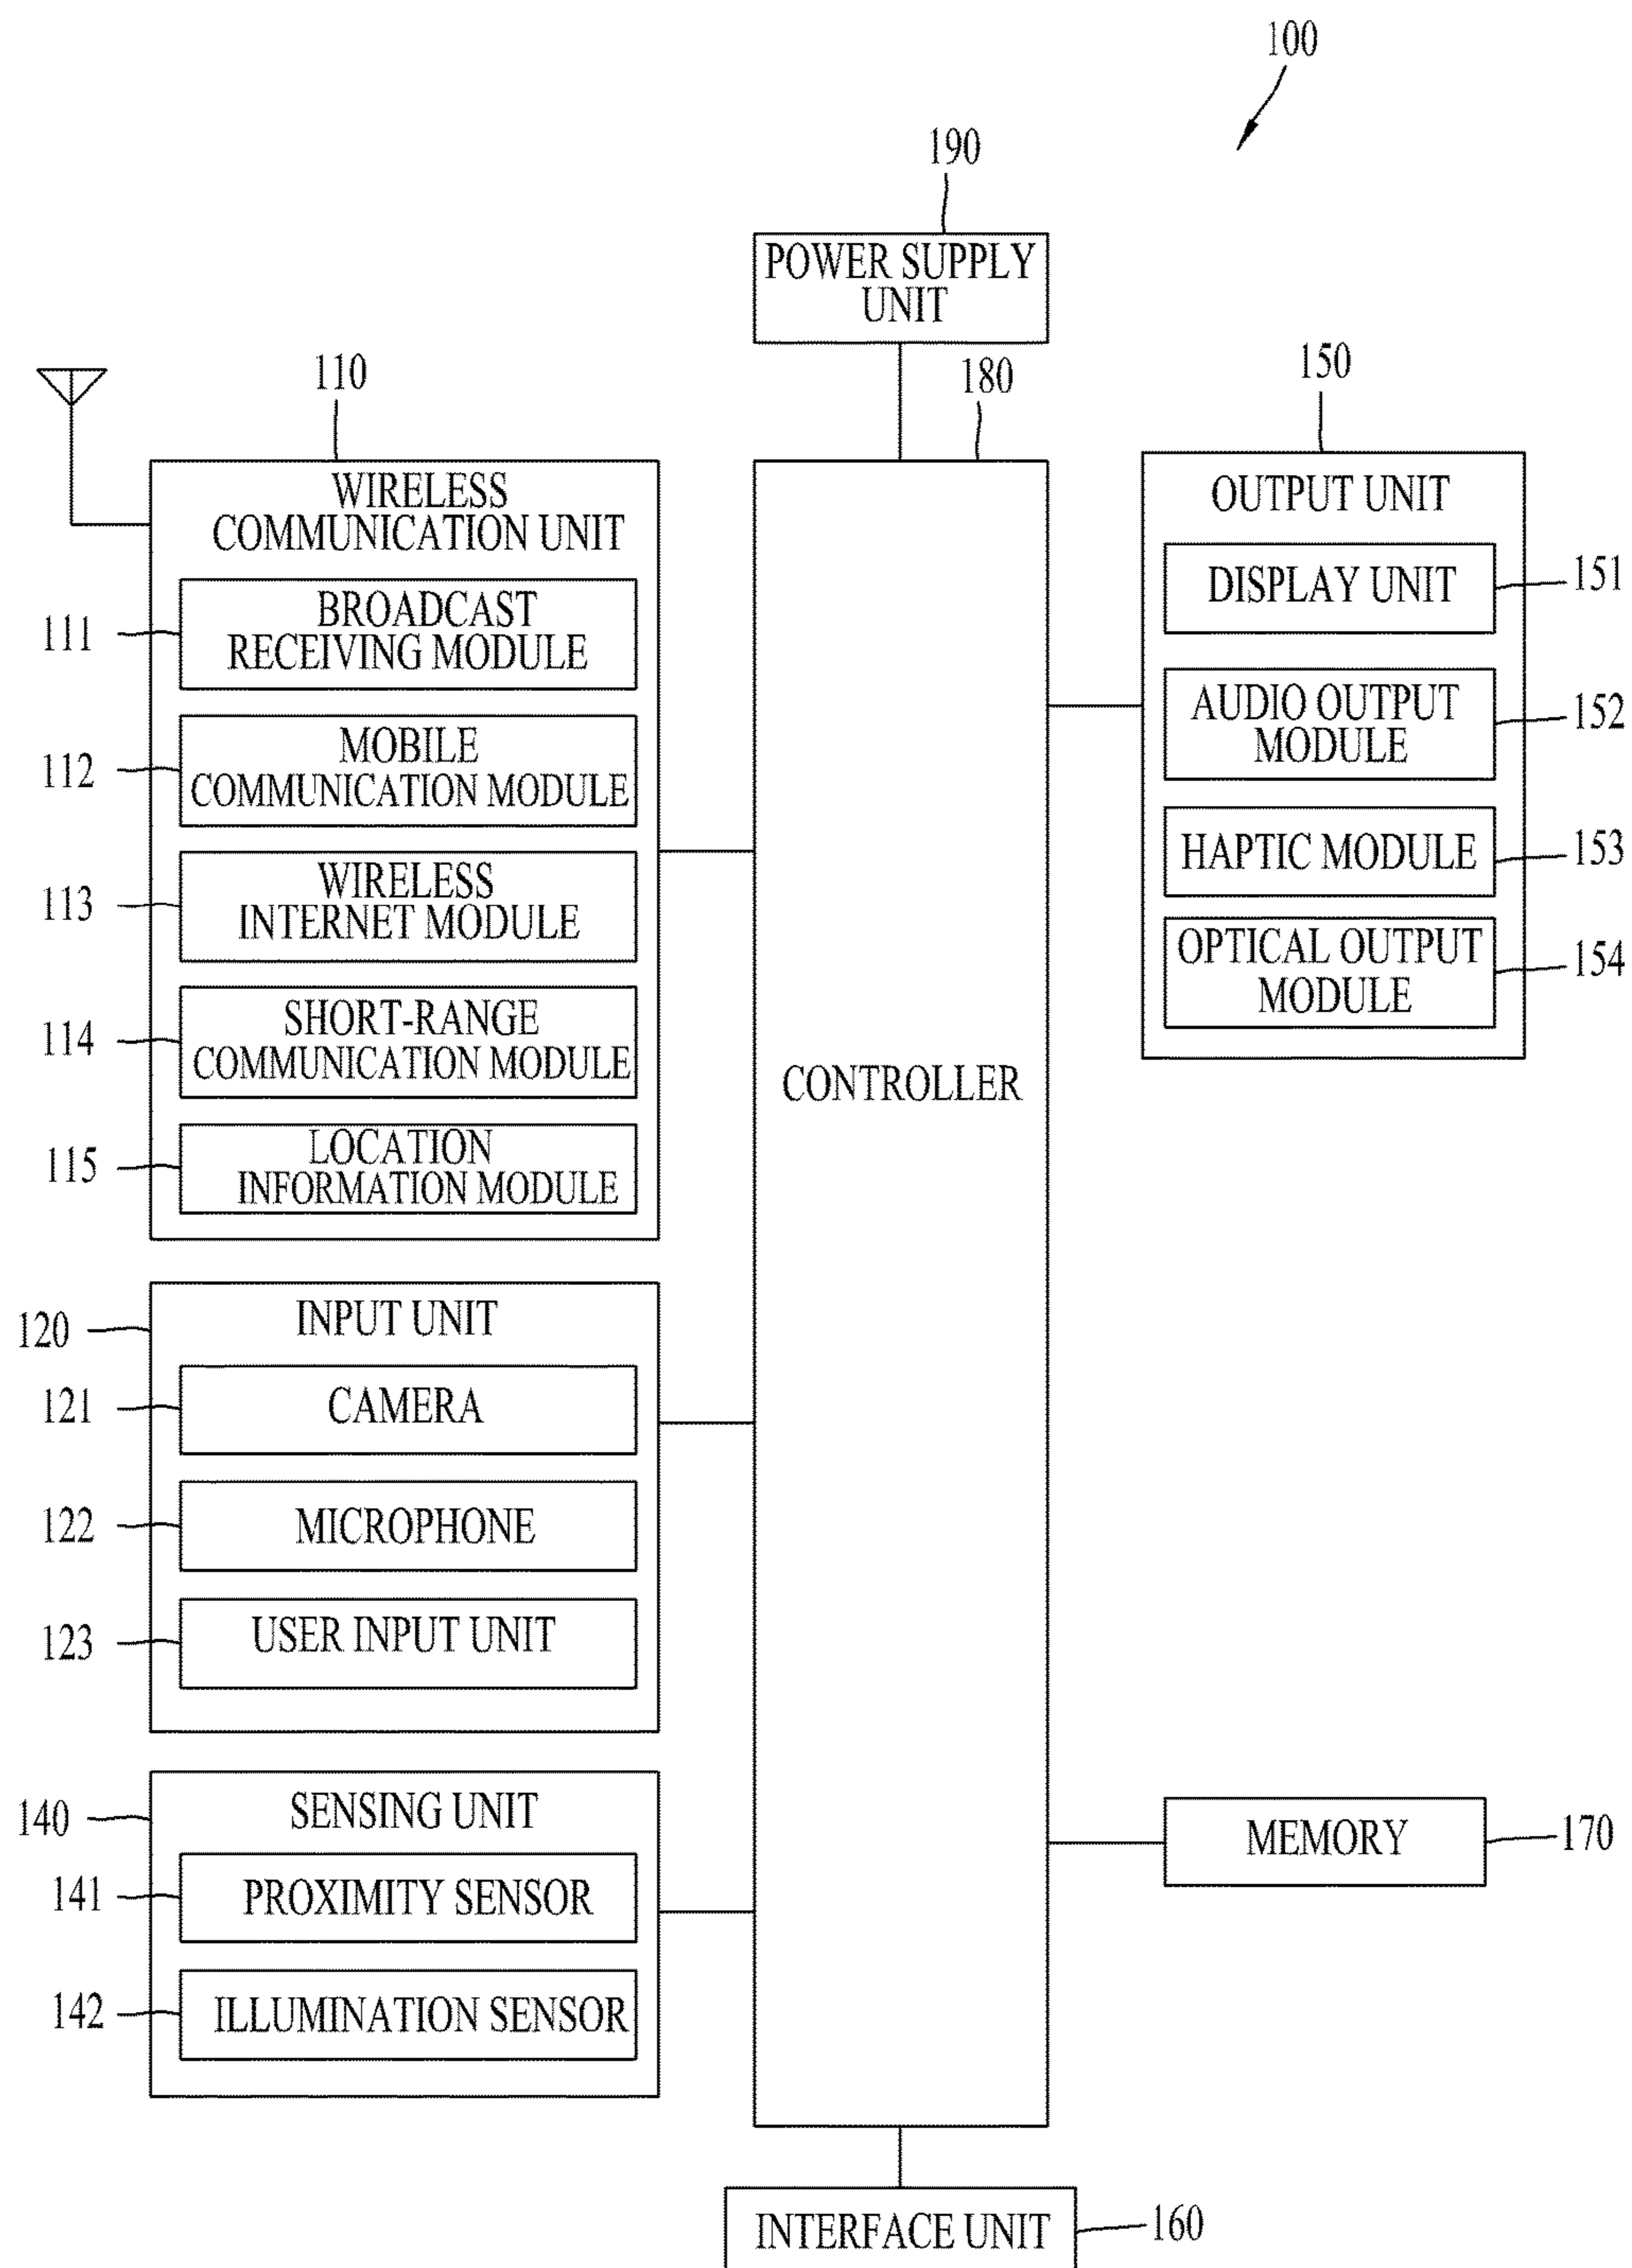 100
190
POWER SUPPLY
UNIT
110
180
150
WIRELESS
COMMUNICATION UNIT
111
BROADCAST
RECEIVING MODULE
112
MOBILE
COMMUNICATION MODULE
113
WIRELESS
INTERNET MODULE
114
SHORT-RANGE
COMMUNICATION MODULE
115
LOCATION
INFORMATION MODULE
120
INPUT UNIT
121
CAMERA
122
MICROPHONE
123
USER INPUT UNIT
140
SENSING UNIT
141
PROXIMITY SENSOR
142
ILLUMINATION SENSOR
CONTROLLER
OUTPUT UNIT
DISPLAY UNIT
151
AUDIO OUTPUT
MODULE
152
HAPTIC MODULE
153
OPTICAL OUTPUT
MODULE
154
MEMORY
170
INTERFACE UNIT
160